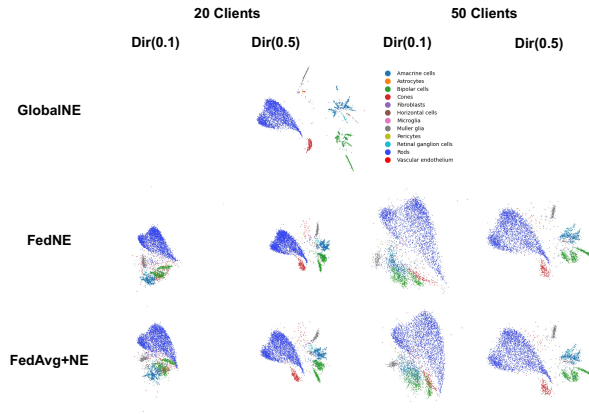 20 Clients
50 Clients
Dir(0.1)
Dir(0.5)
Dir(0.1)
Dir(0.5)
GlobalNE
Amacrine cells
Astrocytes
Bipolar cells
Cones
Fibroblasts
Horizontal cells
Microglia
Muller glia
Pericytes
Retinal ganglion cells
Rods
Vascular endothelium
FedNE
FedAvg+NE